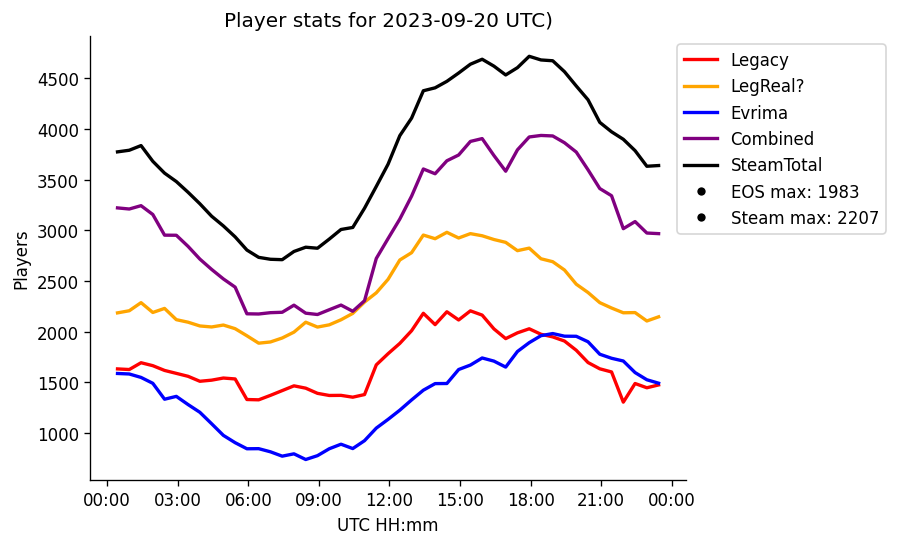 Player stats for 2023-09-20 UTC)
Players
4500
4000
3500
3000
2500
2000
1500
1000
00:00 03:00 06:00 09:00 12:00 15:00 18:00 21:00 00:00
UTC HH:mm
Legacy
LegReal?
Evrima
Combined
SteamTotal
EOS max: 1983
Steam max: 2207